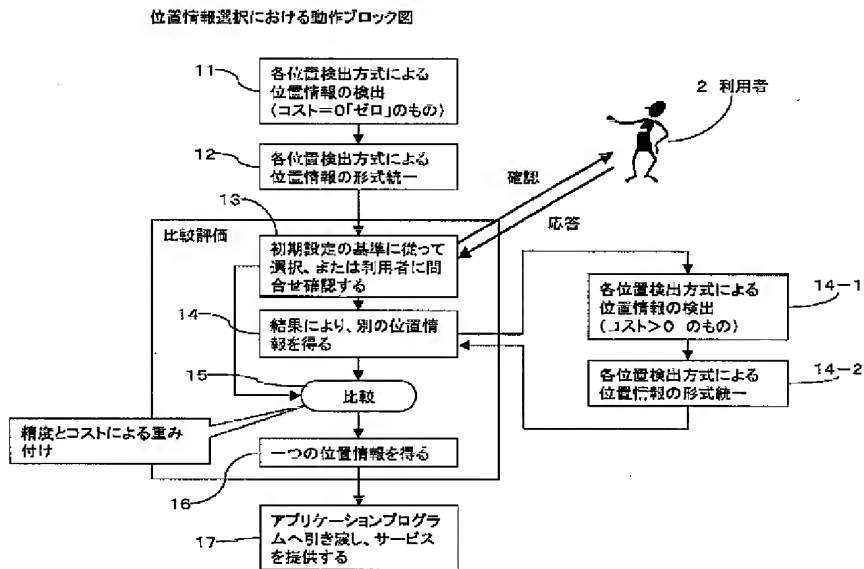 位置情報選択における動作ブロック図
11
各位置検出方式による
位置情報の検出
(コスト=0「ゼロ」のもの)
2 利用者
12
各位置検出方式による
位置情報の形式統一
確認
応答
13
比較評価
初期設定の基準に従って
選択、または利用者に問
合せ確認する
14
結果により、別の位置情
報を得る
14-1
各位置検出方式による
位置情報の検出
(コスト>0 のもの)
14-2
各位置検出方式による
位置情報の形式統一
15
比較
精度とコストによる重み
付け
16
一つの位置情報を得る
17
アプリケーションプログラ
ムへ引き渡し、サービス
を提供する